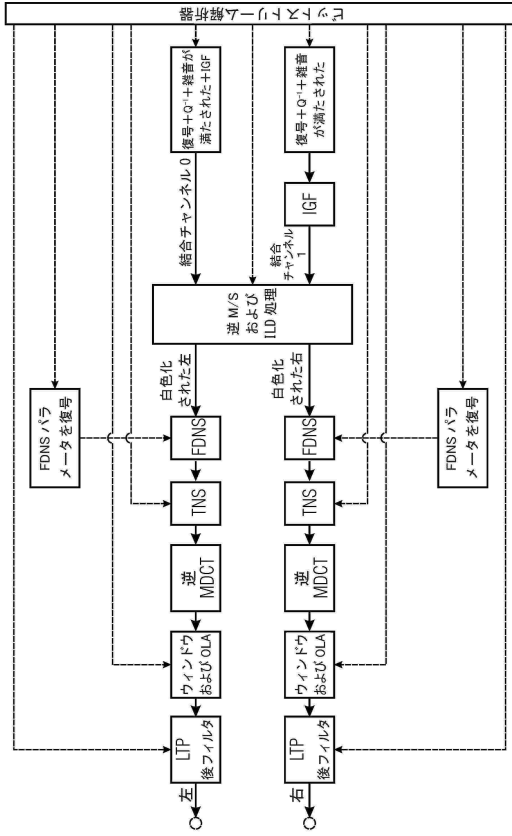 ビットストリーム解析器
復号+Q⁻¹+雑音が
満たされた+IGF
復号+Q⁻¹+雑音
が満たされた
結合チャンネル0
IGF
結合
チャンネル
1
逆M/S
および
ILD処理
白色化
された左
白色化
された右
FDNSパラ
メータを復号
FDNS
FDNS
FDNSパラ
メータを復号
TNS
TNS
逆
MDCT
逆
MDCT
ウィンドウ
およびOLA
ウィンドウ
およびOLA
LTP
後フィルタ
LTP
後フィルタ
左
右